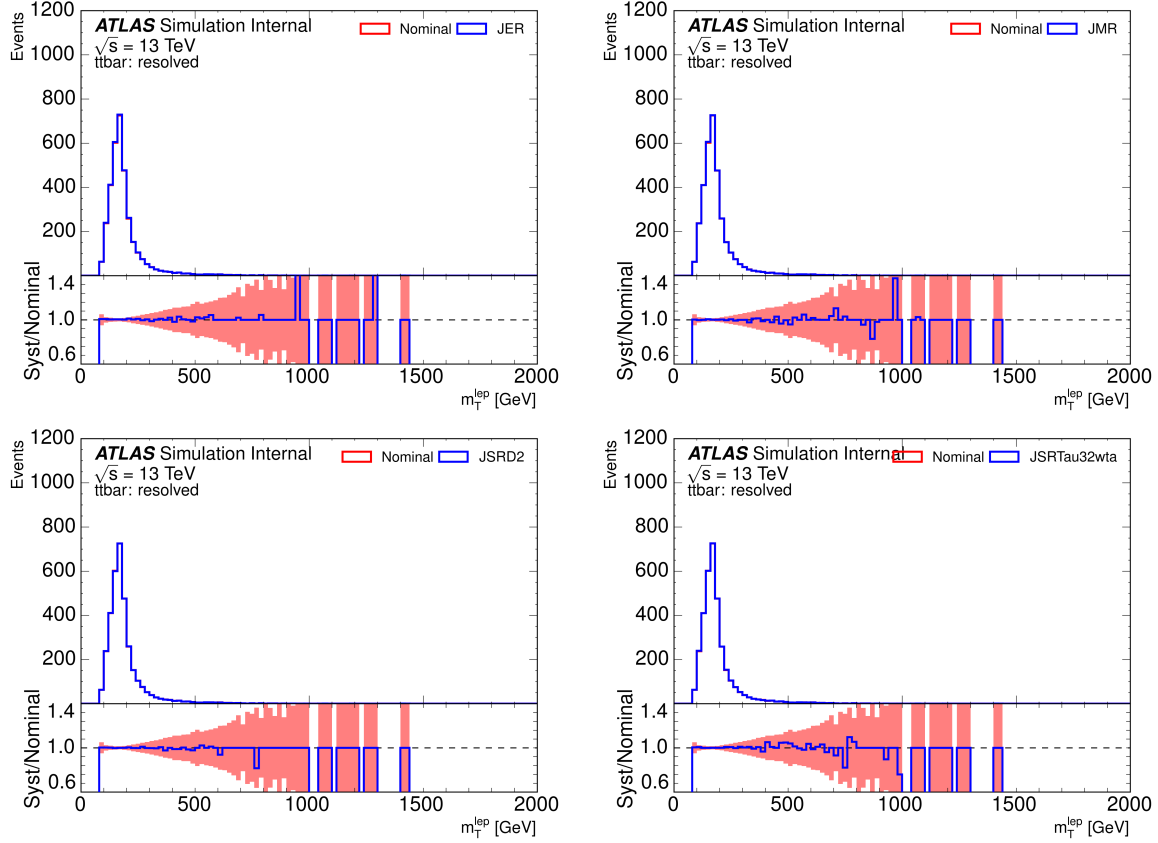 Events
1200
1000
800
600
400
200
ATLAS Simulation Internal
√s = 13 TeV
ttbar: resolved
Nominal JER
Syst/Nominal
1.4
1.0
0.6
0 500 1000 1500 2000
m_T^lep [GeV]
Events
1200
1000
800
600
400
200
ATLAS Simulation Internal
√s = 13 TeV
ttbar: resolved
Nominal JMR
Syst/Nominal
1.4
1.0
0.6
0 500 1000 1500 2000
m_T^lep [GeV]
Events
1200
1000
800
600
400
200
ATLAS Simulation Internal
√s = 13 TeV
ttbar: resolved
Nominal JSRD2
Syst/Nominal
1.4
1.0
0.6
0 500 1000 1500 2000
m_T^lep [GeV]
Events
1200
1000
800
600
400
200
ATLAS Simulation Internal
√s = 13 TeV
ttbar: resolved
Nominal JSRTau32wta
Syst/Nominal
1.4
1.0
0.6
0 500 1000 1500 2000
m_T^lep [GeV]